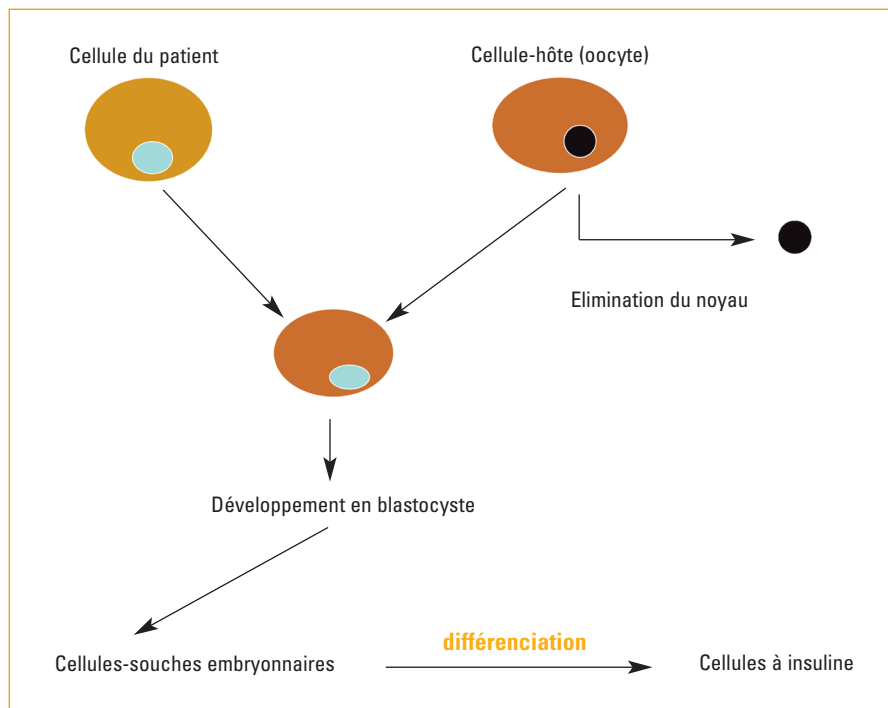 Cellule du patient
Cellule-hôte (oocyte)
Elimination du noyau
Développement en blastocyste
différenciation
Cellules-souches embryonnaires
Cellules à insuline